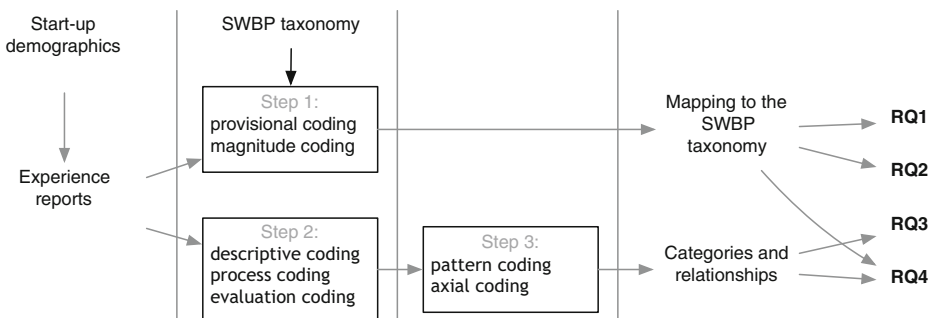 Start-up
demographics
Experience
reports
SWBP taxonomy
Step 1:
provisional coding
magnitude coding
Step 2:
descriptive coding
process coding
evaluation coding
Step 3:
pattern coding
axial coding
Mapping to the
SWBP
taxonomy
Categories and
relationships
RQ1
RQ2
RQ3
RQ4